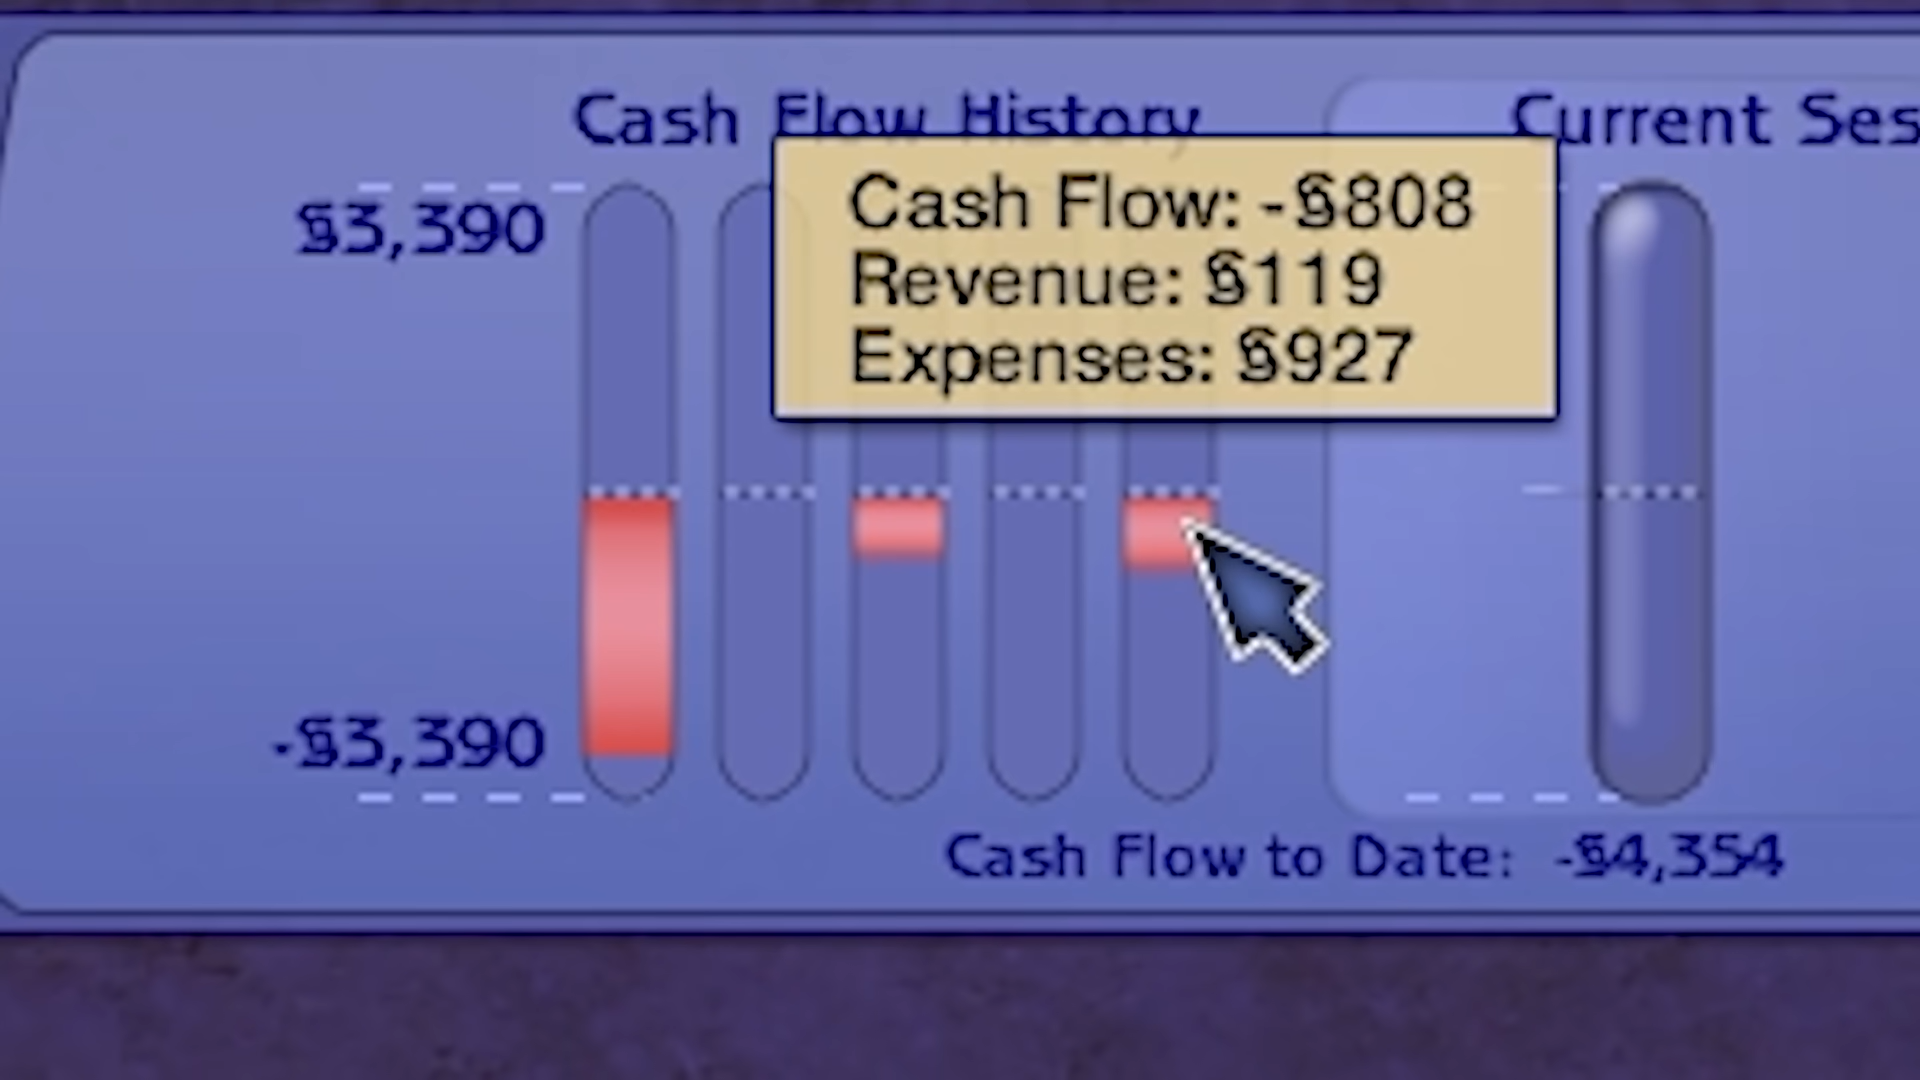 Cash Flow History
Current Ses
Cash Flow: -§808
Revenue: §119
Expenses: §927
§3,390
-§3,390
Cash Flow to Date: -§4,354